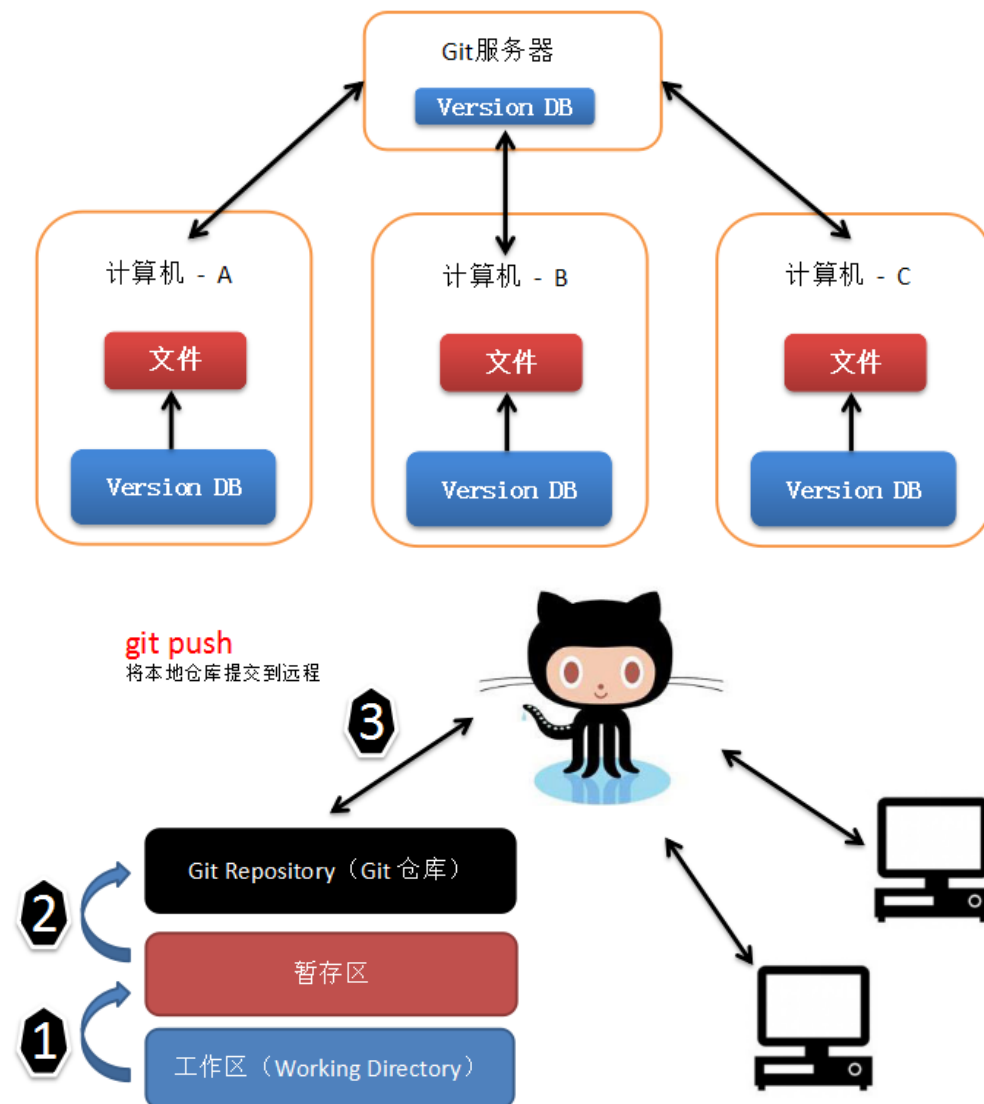 Git服务器
Version DB
计算机 - A
计算机 - B
计算机 - C
文件
文件
文件
Version DB
Version DB
Version DB
git push
将本地仓库提交到远程
3
Git Repository（Git 仓库）
2
暂存区
1
工作区（Working Directory）